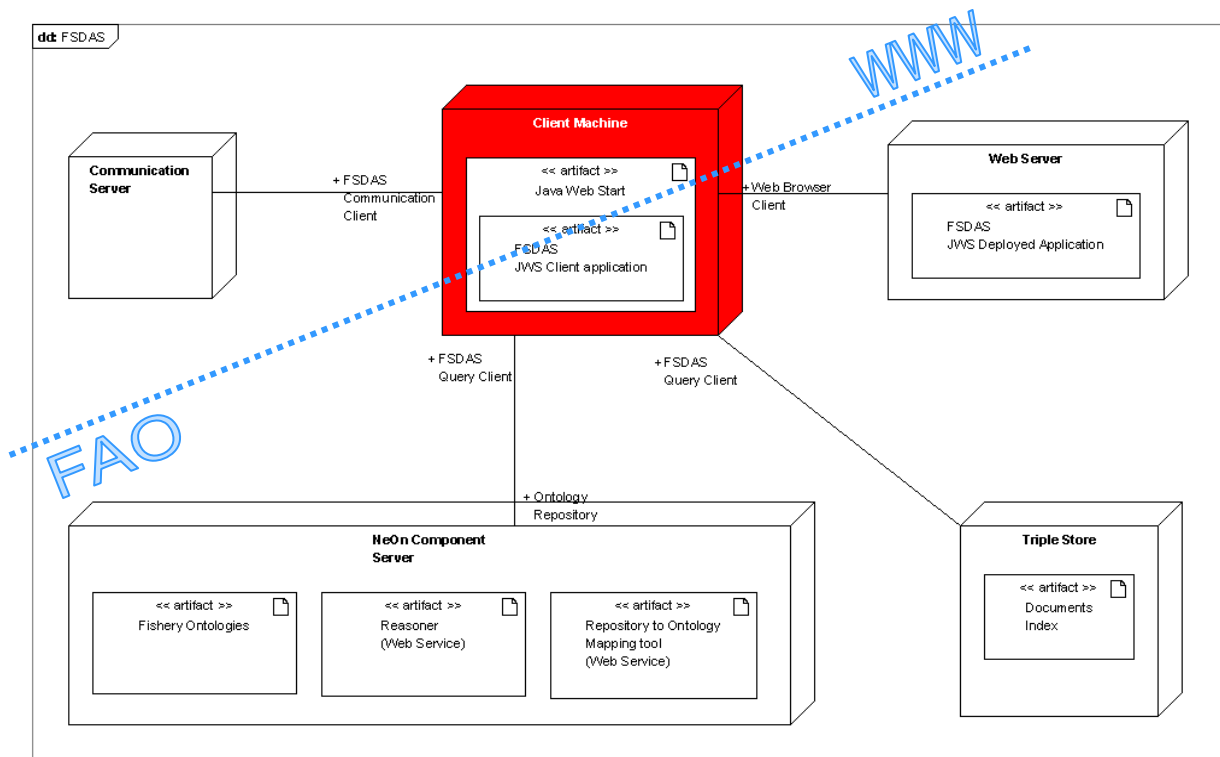 dd: FSDAS
WWW
Client Machine
<< artifact >>
Java Web Start
<< artifact >>
FSDAS
JWS Client application
Communication
Server
+ FSDAS
Communication
Client
+ Web Browser
Client
Web Server
<< artifact >>
FSDAS
JWS Deployed Application
+ FSDAS
Query Client
+ FSDAS
Query Client
FAO
+ Ontology
Repository
NeOn Component
Server
<< artifact >>
Fishery Ontologies
<< artifact >>
Reasoner
(Web Service)
<< artifact >>
Repository to Ontology
Mapping tool
(Web Service)
Triple Store
<< artifact >>
Documents
Index